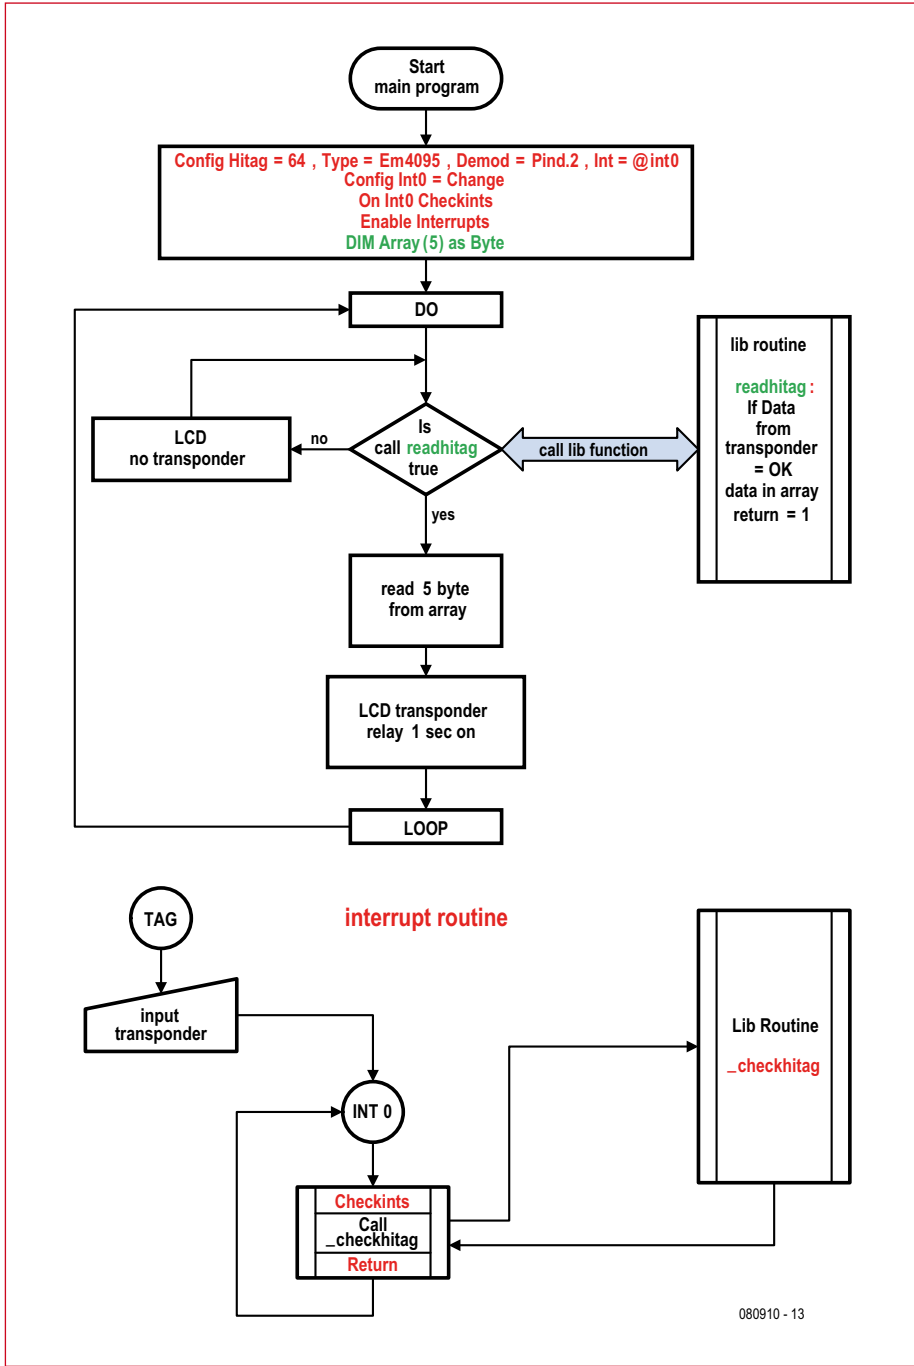 Start
main program
Config Hitag = 64 , Type = Em4095 , Demod = Pind.2 , Int = @int0
Config Int0 = Change
On Int0 Checkints
Enable Interrupts
DIM Array (5) as Byte
DO
lib routine
readhitag :
If Data
from
transponder
= OK
data in array
return = 1
LCD
no transponder
no
Is
call readhitag
true
call lib function
yes
read 5 byte
from array
LCD transponder
relay 1 sec on
LOOP
TAG
interrupt routine
input
transponder
Lib Routine
_checkhitag
INT 0
Checkints
Call
_checkhitag
Return
080910 - 13